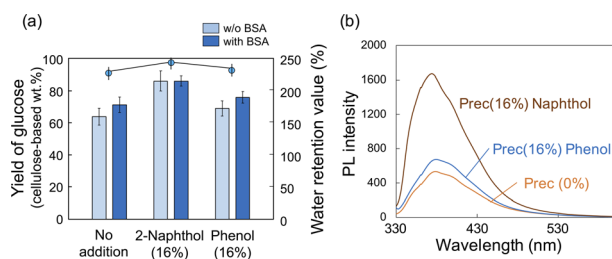 (a)
w/o BSA
with BSA
Yield of glucose
(cellulose-based wt.%)
100
80
60
40
20
0
250
200
150
100
50
0
Water retention value (%)
No
addition
2-Naphthol
(16%)
Phenol
(16%)
(b)
PL intensity
2000
1600
1200
800
400
0
Prec(16%) Naphthol
Prec(16%) Phenol
Prec (0%)
330
430
530
Wavelength (nm)